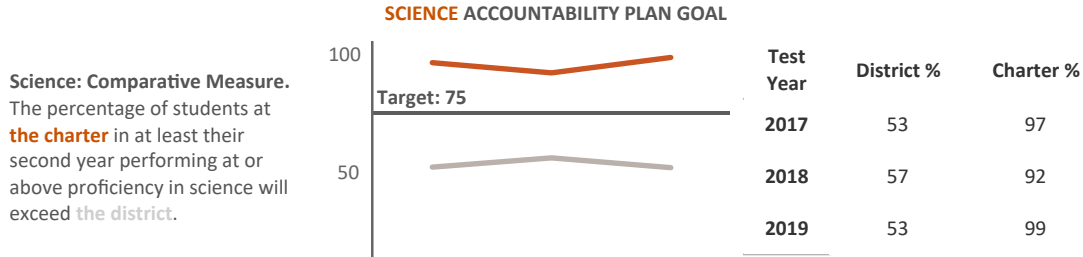 SCIENCE ACCOUNTABILITY PLAN GOAL
Science: Comparative Measure.
The percentage of students at
the charter in at least their
second year performing at or
above proficiency in science will
exceed the district.
100
Target: 75
50
Test Year District % Charter %
2017 53 97
2018 57 92
2019 53 99